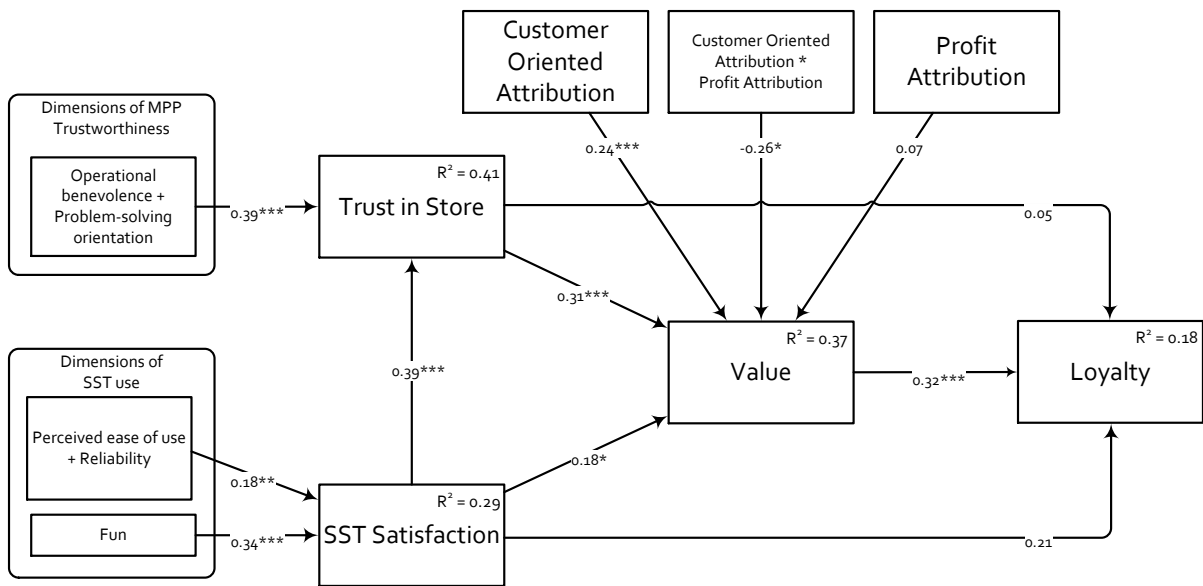 Customer
Oriented
Attribution
Customer Oriented
Attribution *
Profit Attribution
Profit
Attribution
Dimensions of MPP
Trustworthiness
Operational
benevolence +
Problem-solving
orientation
0.39***
R² = 0.41
Trust in Store
0.24***
-0.26*
0.07
0.05
0.31***
0.39***
R² = 0.37
Value
0.32***
R² = 0.18
Loyalty
Dimensions of
SST use
Perceived ease of use
+ Reliability
0.18**
Fun
0.34***
R² = 0.29
SST Satisfaction
0.18*
0.21